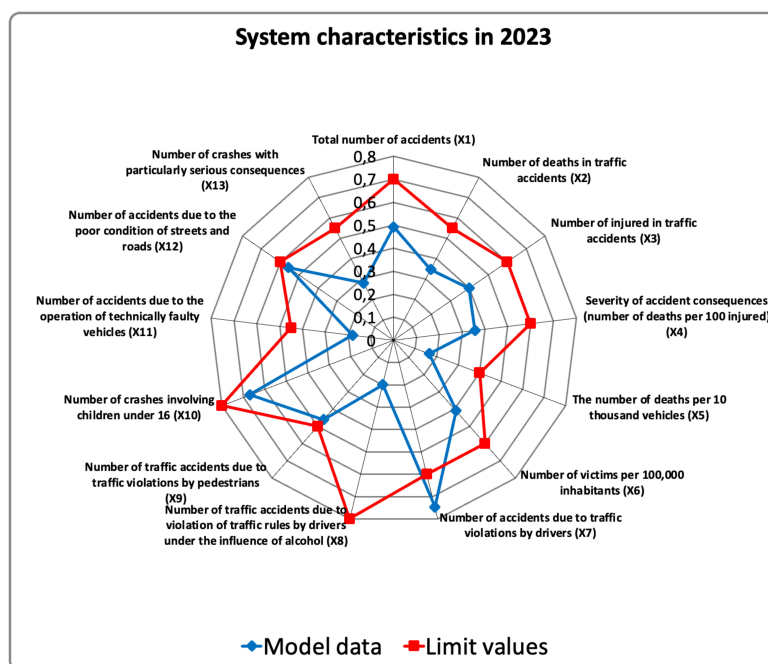 System characteristics in 2023
Total number of accidents (X1)
Number of deaths in traffic
accidents (X2)
Number of injured in traffic
accidents (X3)
Severity of accident consequences
(number of deaths per 100 injured)
(X4)
The number of deaths per 10
thousand vehicles (X5)
Number of victims per 100,000
inhabitants (X6)
Number of accidents due to traffic
violations by drivers (X7)
Number of traffic accidents due to
violation of traffic rules by drivers
under the influence of alcohol (X8)
Number of traffic accidents due to
traffic violations by pedestrians
(X9)
Number of crashes involving
children under 16 (X10)
Number of accidents due to the
operation of technically faulty
vehicles (X11)
Number of accidents due to the
poor condition of streets and
roads (X12)
Number of crashes with
particularly serious consequences
(X13)
0,8
0,7
0,6
0,5
0,4
0,3
0,2
0,1
0
Model data
Limit values